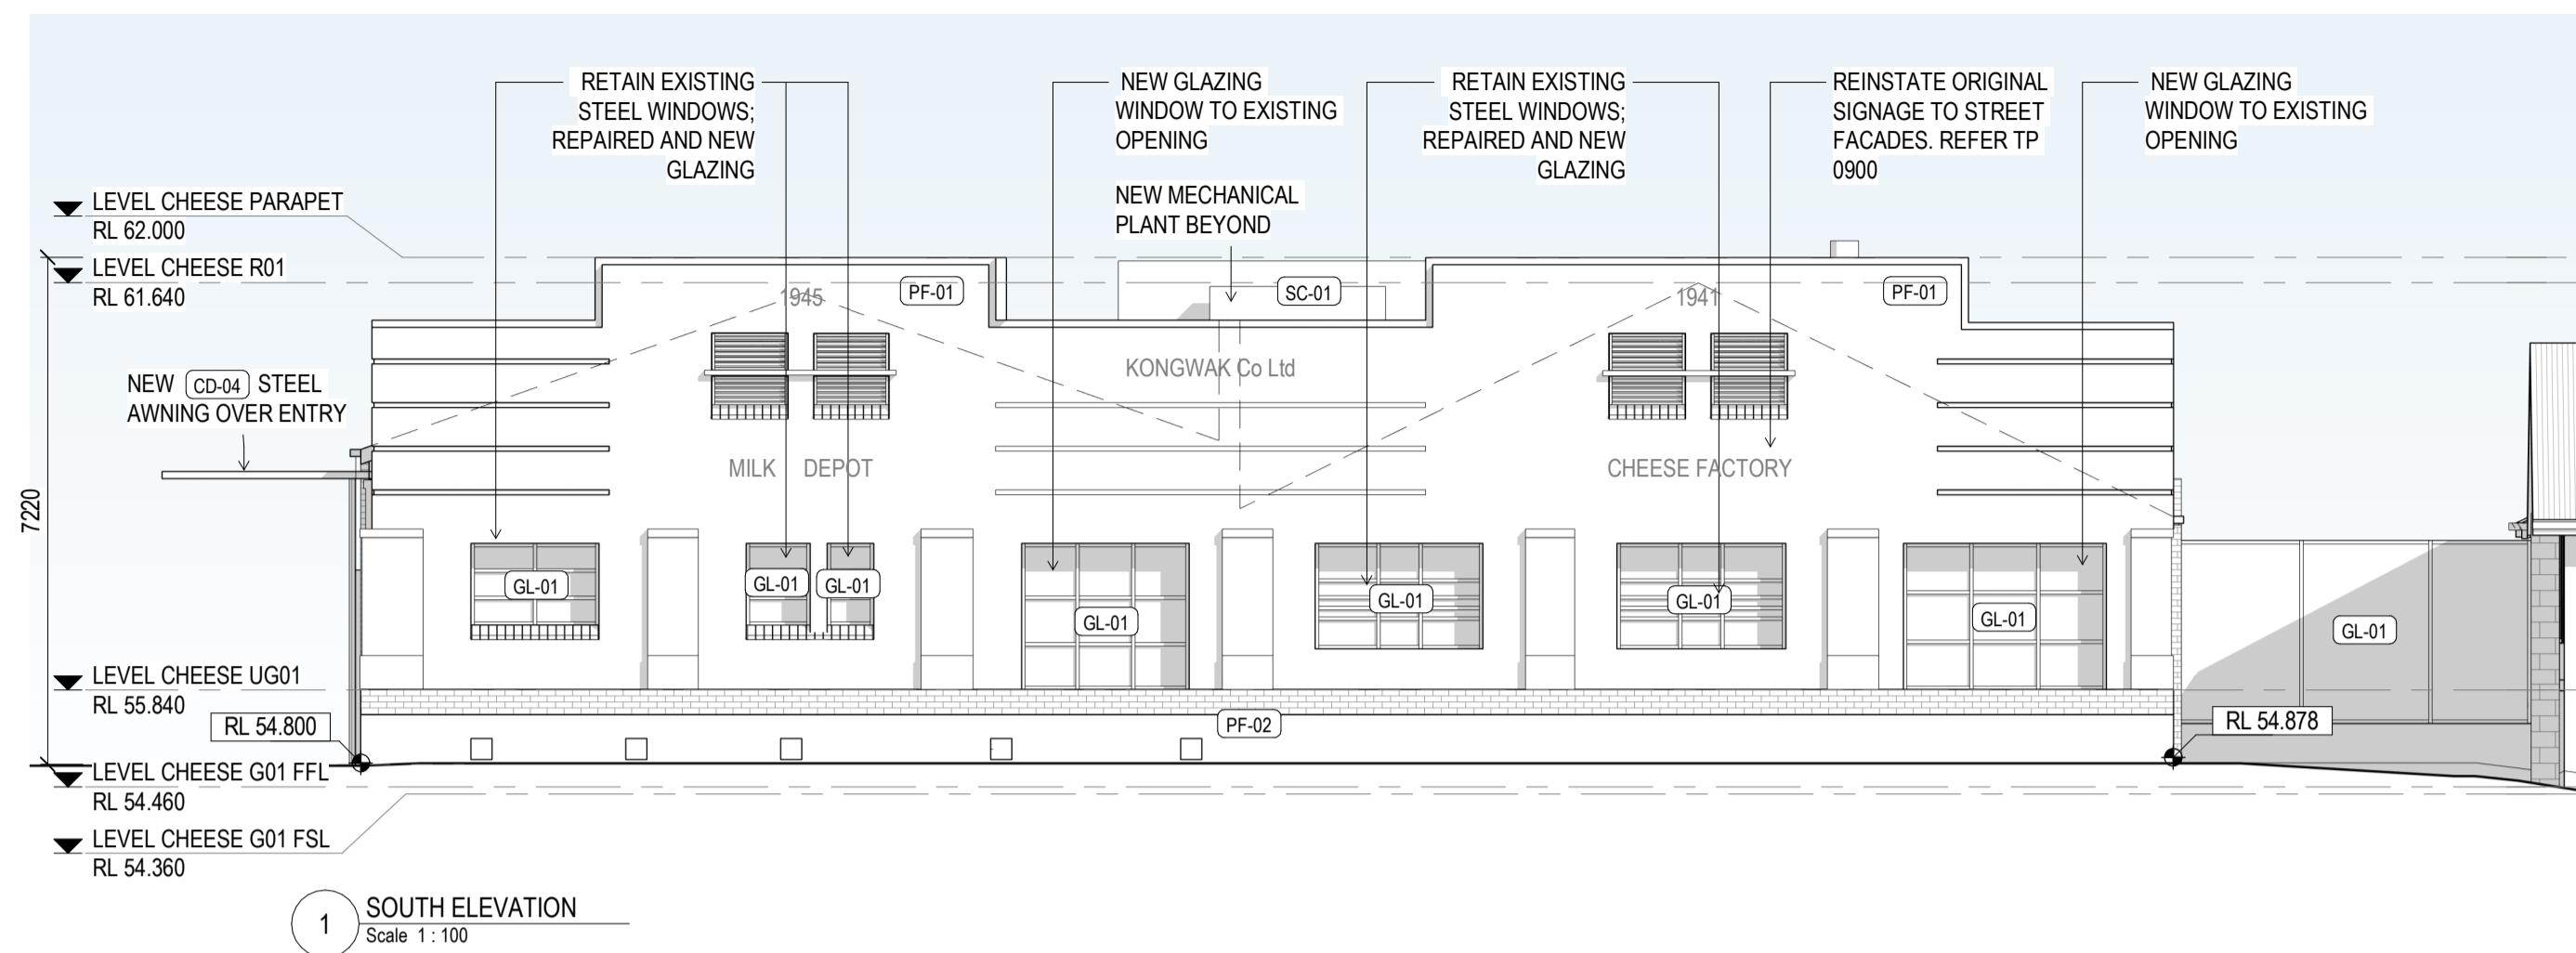 RETAIN EXISTING
STEEL WINDOWS;
REPAIRED AND NEW
GLAZING
NEW GLAZING
WINDOW TO EXISTING
OPENING
RETAIN EXISTING
STEEL WINDOWS;
REPAIRED AND NEW
GLAZING
REINSTATE ORIGINAL
SIGNAGE TO STREET
FACADES. REFER TP
0900
NEW GLAZING
WINDOW TO EXISTING
OPENING
NEW MECHANICAL
PLANT BEYOND
LEVEL CHEESE PARAPET
RL 62.000
LEVEL CHEESE R01
RL 61.640
1945
PF-01
SC-01
1941
PF-01
KONGWAK Co Ltd
NEW CD-04 STEEL
AWNING OVER ENTRY
MILK DEPOT
CHEESE FACTORY
7220
GL-01
GL-01
GL-01
GL-01
GL-01
GL-01
GL-01
GL-01
LEVEL CHEESE UG01
RL 55.840
RL 54.800
PF-02
RL 54.878
LEVEL CHEESE G01 FFL
RL 54.460
LEVEL CHEESE G01 FSL
RL 54.360
1
SOUTH ELEVATION
Scale 1 : 100